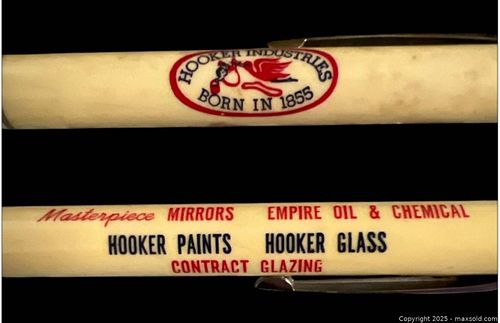 HOOKER INDUSTRIES
BORN IN 1855
Masterpiece MIRRORS EMPIRE OIL & CHEMICAL
HOOKER PAINTS HOOKER GLASS
CONTRACT GLAZING
Copyright 2025 - maxsold.com